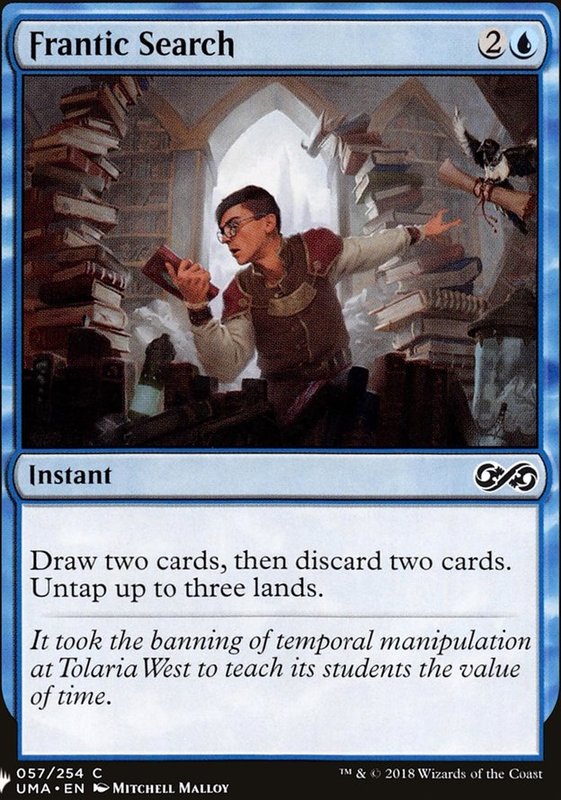 Frantic Search 2
Instant
Draw two cards, then discard two cards.
Untap up to three lands.
It took the banning of temporal manipulation
at Tolaria West to teach its students the value
of time.
057/254 C
UMA • EN Mitchell Malloy
™ & © 2018 Wizards of the Coast